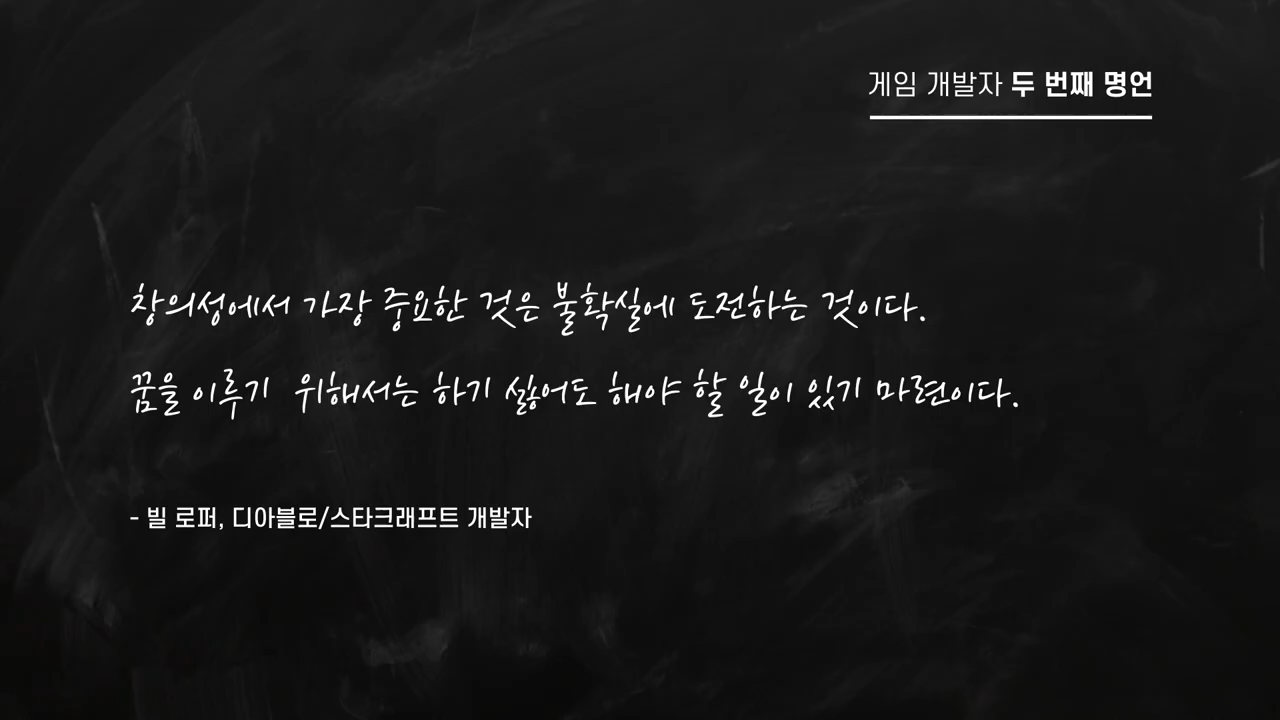 게임 개발자 두 번째 명언
창의성에서 가장 중요한 것은 불확실에 도전하는 것이다.
꿈을 이루기 위해서는 하기 싫어도 해야 할 일이 있기 마련이다.
- 빌 로퍼, 디아블로/스타크래프트 개발자